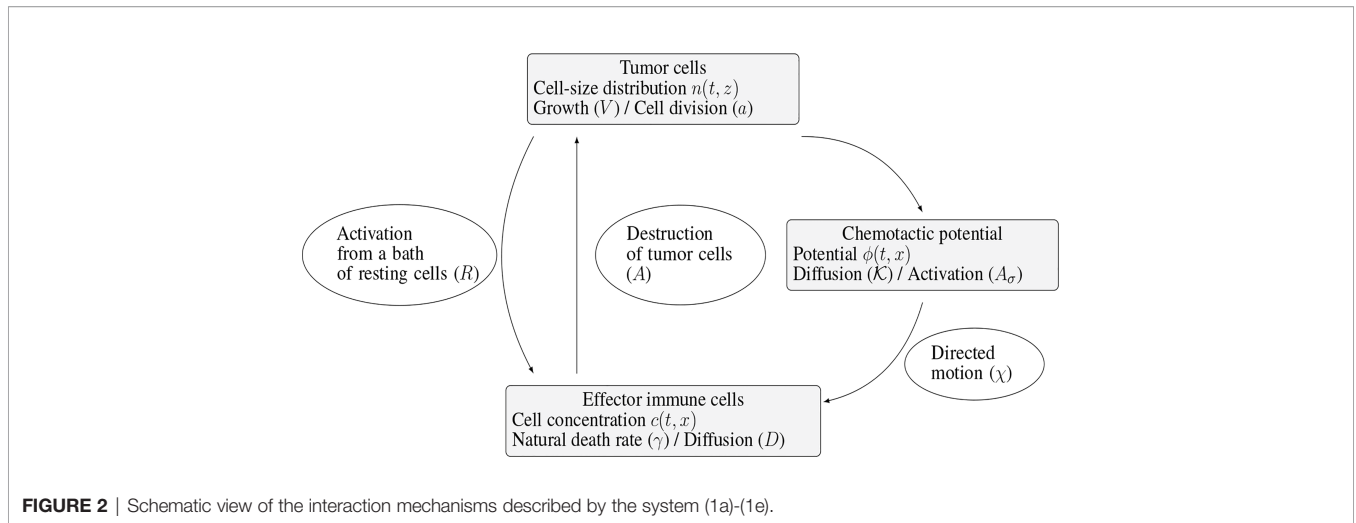 Tumor cells
Cell-size distribution n(t, z)
Growth (V) / Cell division (a)
Activation
from a bath
of resting cells (R)
Destruction
of tumor cells
(A)
Chemotactic potential
Potential ϕ(t, x)
Diffusion (𝒦) / Activation (A_σ)
Directed
motion (χ)
Effector immune cells
Cell concentration c(t, x)
Natural death rate (γ) / Diffusion (D)
FIGURE 2 | Schematic view of the interaction mechanisms described by the system (1a)-(1e).